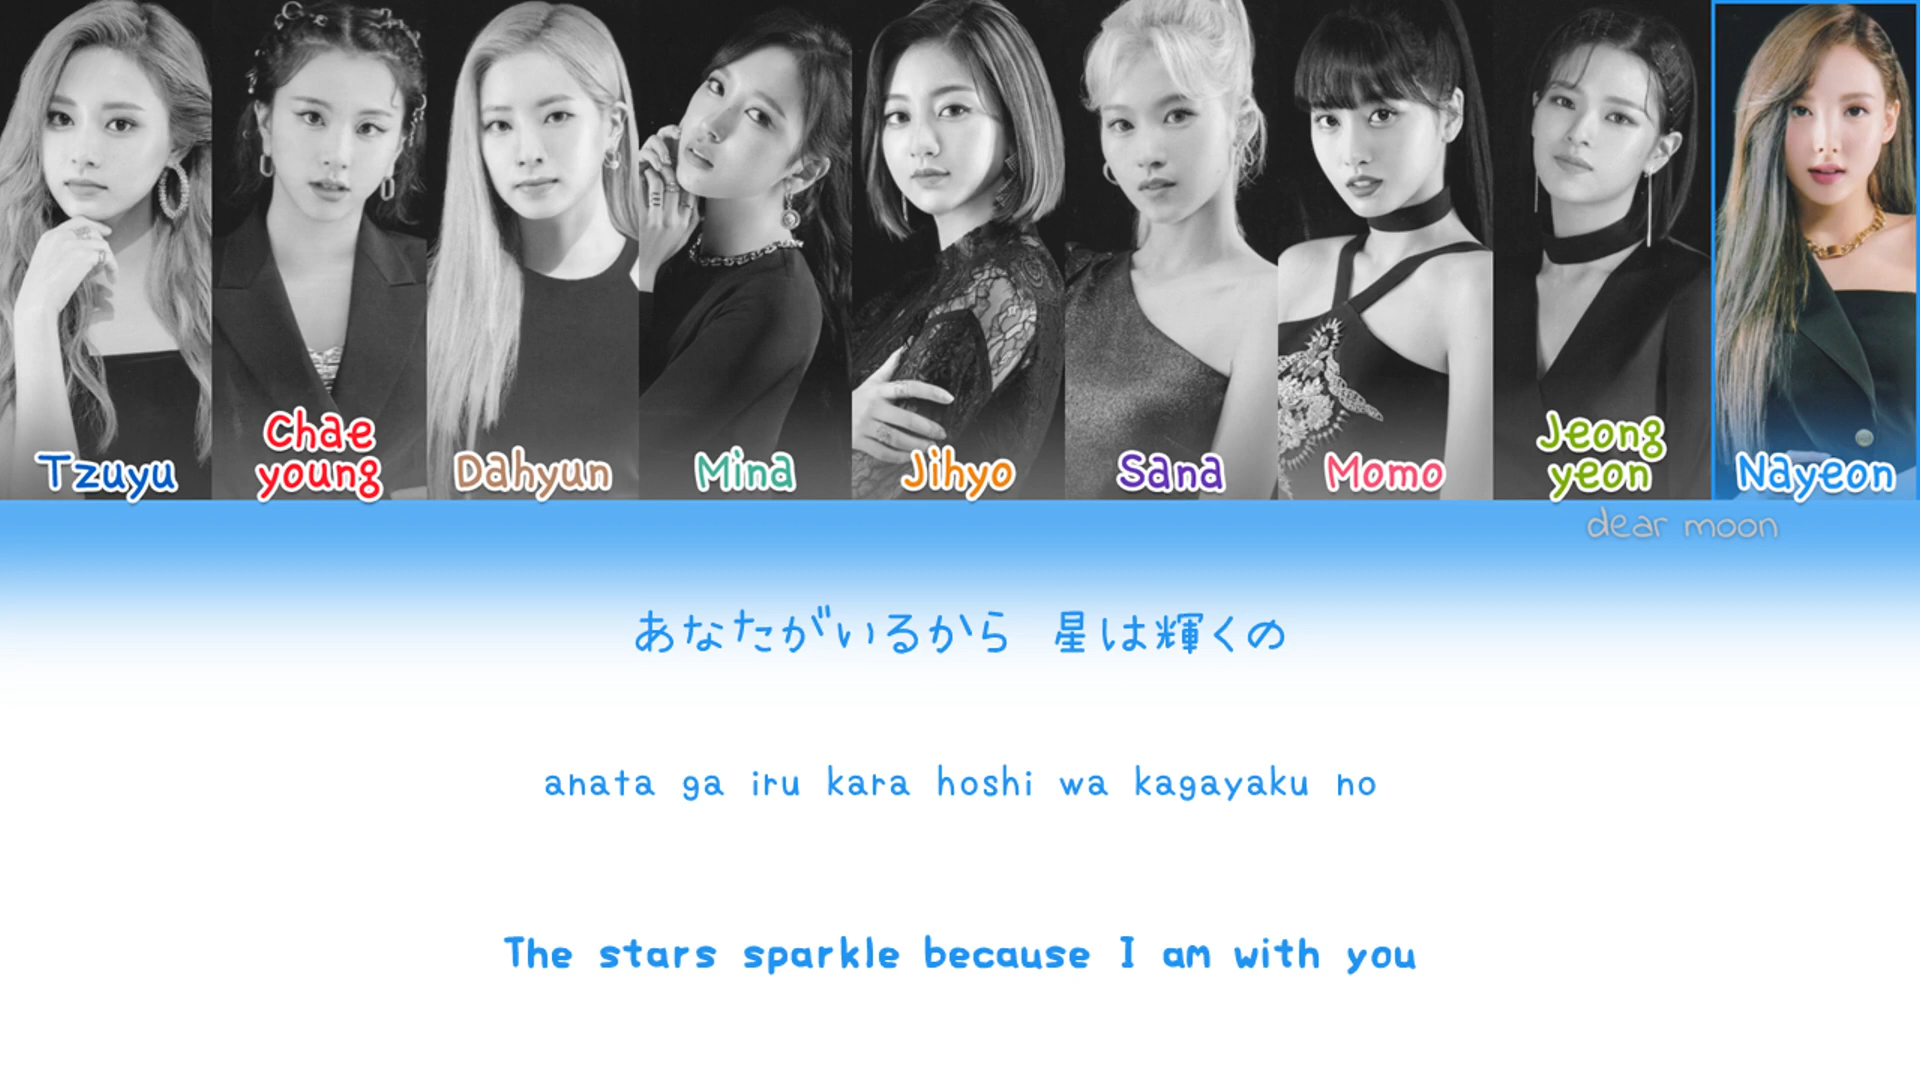 Tzuyu
Chae
young
Dahyun
Mina
Jihyo
Sana
Momo
Jeong
yeon
Nayeon
dear moon
あなたがいるから 星は輝くの
anata ga iru kara hoshi wa kagayaku no
The stars sparkle because I am with you